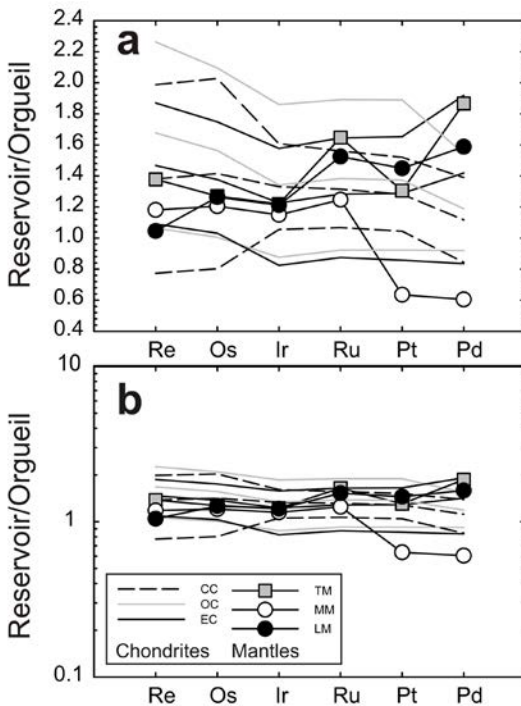 a
Reservoir/Orgueil
2.4
2.2
2.0
1.8
1.6
1.4
1.2
1.0
0.8
0.6
0.4
Re Os Ir Ru Pt Pd
b
Reservoir/Orgueil
10
1
0.1
CC TM
OC MM
EC LM
Chondrites Mantles
Re Os Ir Ru Pt Pd